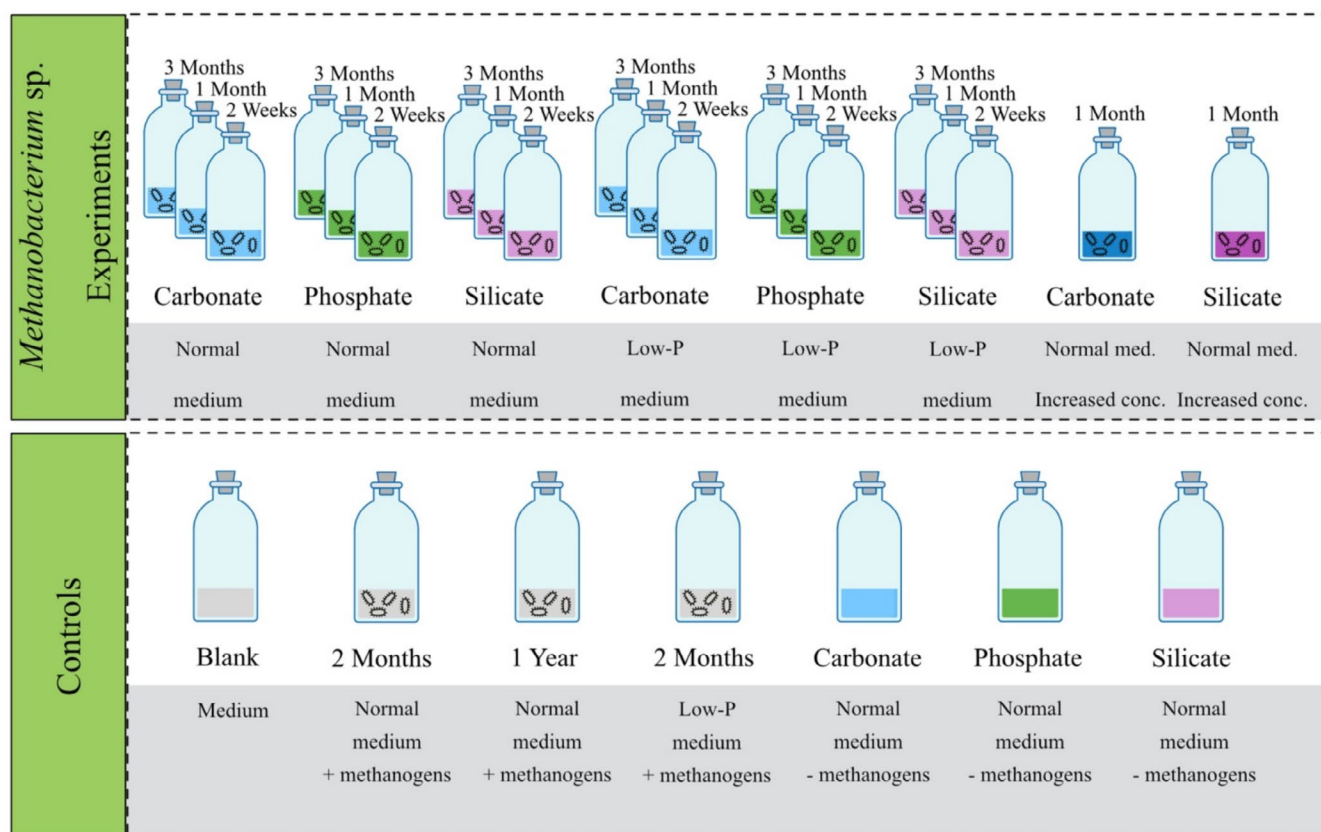 Methanobacterium sp.
Experiments
3 Months 3 Months 3 Months 3 Months 3 Months 3 Months
1 Month 1 Month 1 Month 1 Month 1 Month 1 Month
2 Weeks 2 Weeks 2 Weeks 2 Weeks 2 Weeks 2 Weeks 1 Month 1 Month
Carbonate Phosphate Silicate Carbonate Phosphate Silicate Carbonate Silicate
Normal Normal Normal Low-P Low-P Low-P Normal med. Normal med.
medium medium medium medium medium medium Increased conc. Increased conc.
Controls
Blank 2 Months 1 Year 2 Months Carbonate Phosphate Silicate
Medium Normal Normal Low-P Normal Normal Normal
medium medium medium medium medium medium
+ methanogens + methanogens + methanogens - methanogens - methanogens - methanogens